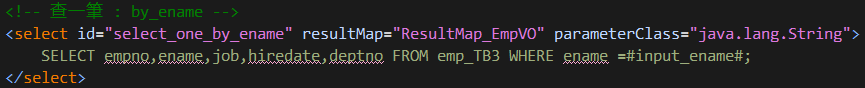 <!-- 查一筆 : by_ename -->
<select id="select_one_by_ename" resultMap="ResultMap_EmpVO" parameterClass="java.lang.String">
SELECT empno,ename,job,hiredate,deptno FROM emp_TB3 WHERE ename =#input_ename#;
</select>